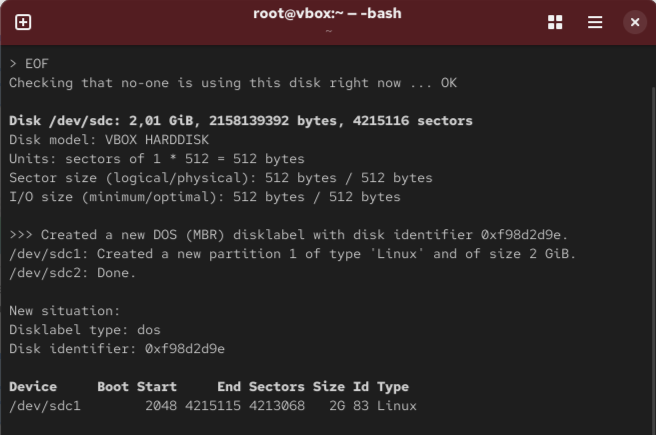 root@vbox:~ — -bash
~
> EOF
Checking that no-one is using this disk right now ... OK
Disk /dev/sdc: 2,01 GiB, 2158139392 bytes, 4215116 sectors
Disk model: VBOX HARDDISK
Units: sectors of 1 * 512 = 512 bytes
Sector size (logical/physical): 512 bytes / 512 bytes
I/O size (minimum/optimal): 512 bytes / 512 bytes
>>> Created a new DOS (MBR) disklabel with disk identifier 0xf98d2d9e.
/dev/sdc1: Created a new partition 1 of type 'Linux' and of size 2 GiB.
/dev/sdc2: Done.
New situation:
Disklabel type: dos
Disk identifier: 0xf98d2d9e
Device     Boot Start     End Sectors Size Id Type
/dev/sdc1        2048 4215115 4213068   2G 83 Linux